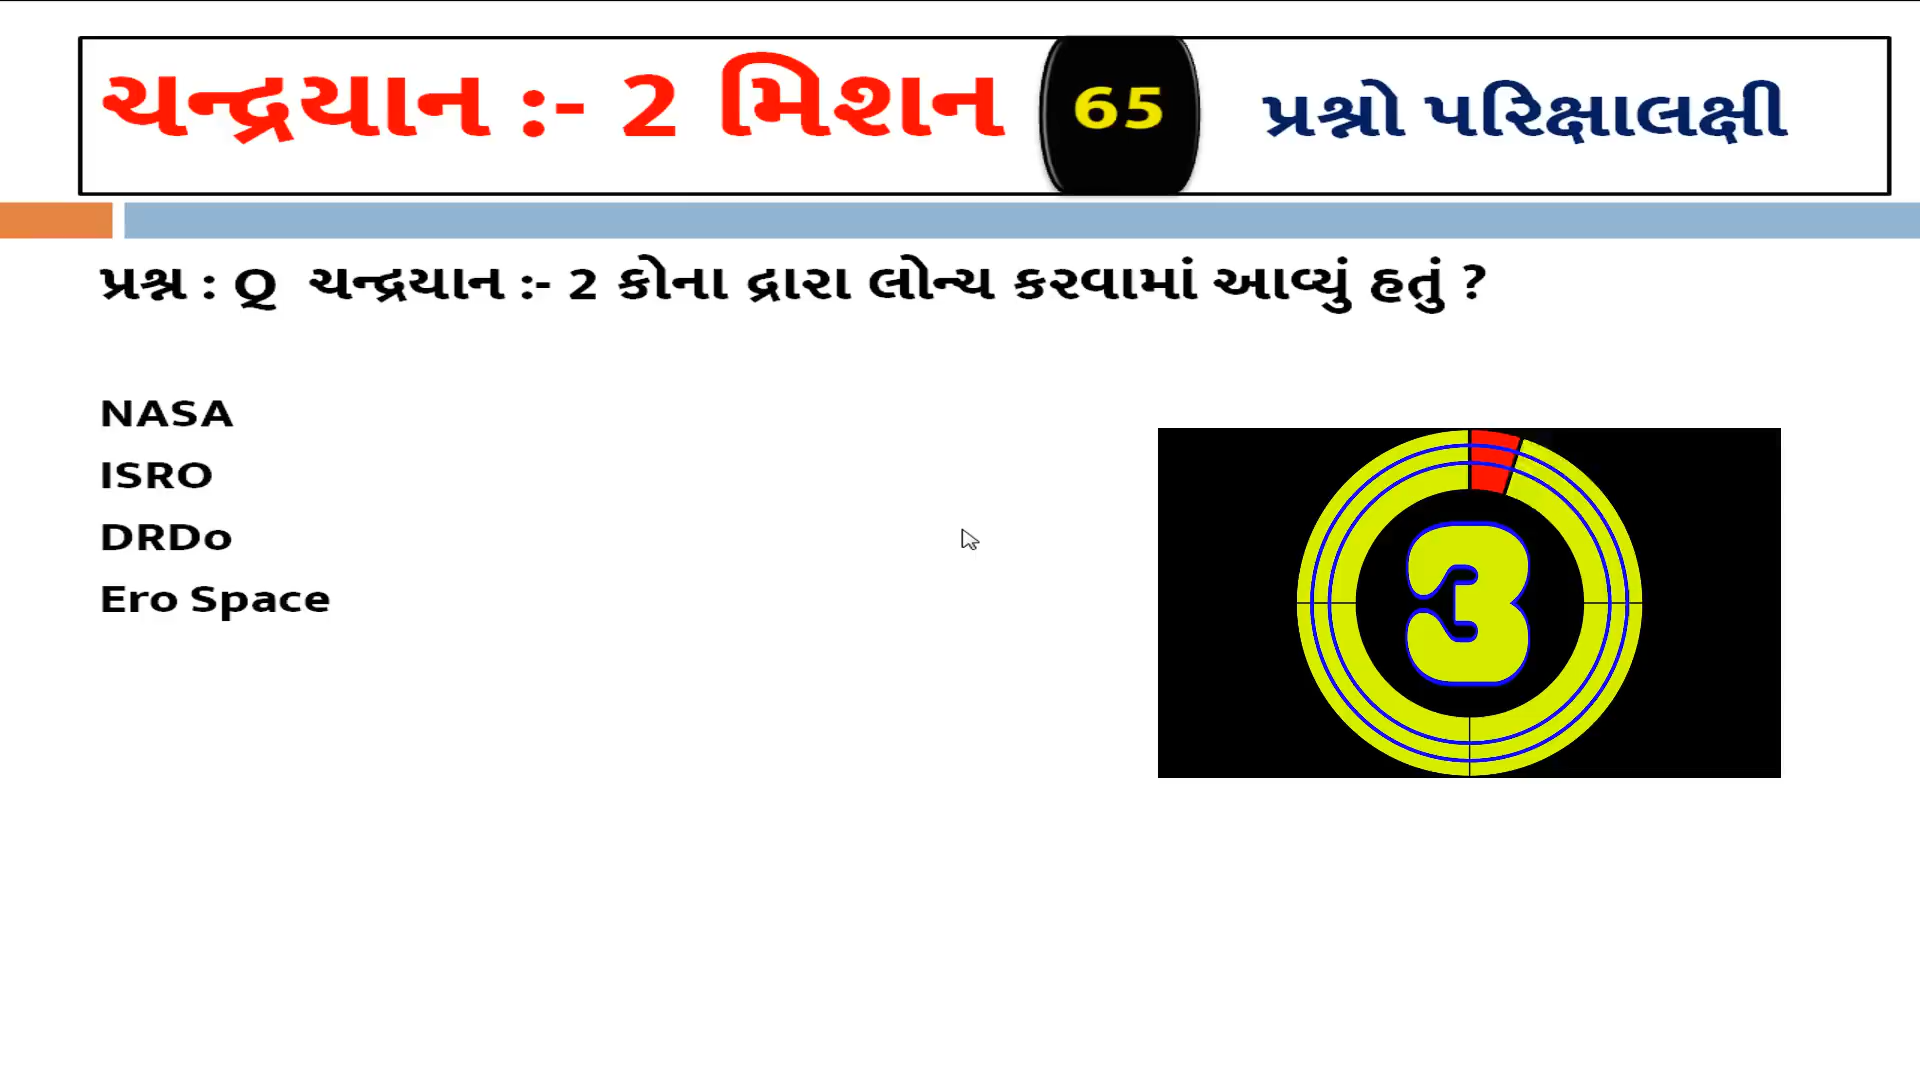 ચન્દ્રયાન :- 2 મિશન 65 પ્રશ્નો પરિક્ષાલક્ષી
પ્રશ્ન : Q ચન્દ્રયાન :- 2 કોના દ્રારા લોન્ચ કરવામાં આવ્યું હતું ?
NASA
ISRO
DRDo
Ero Space
3